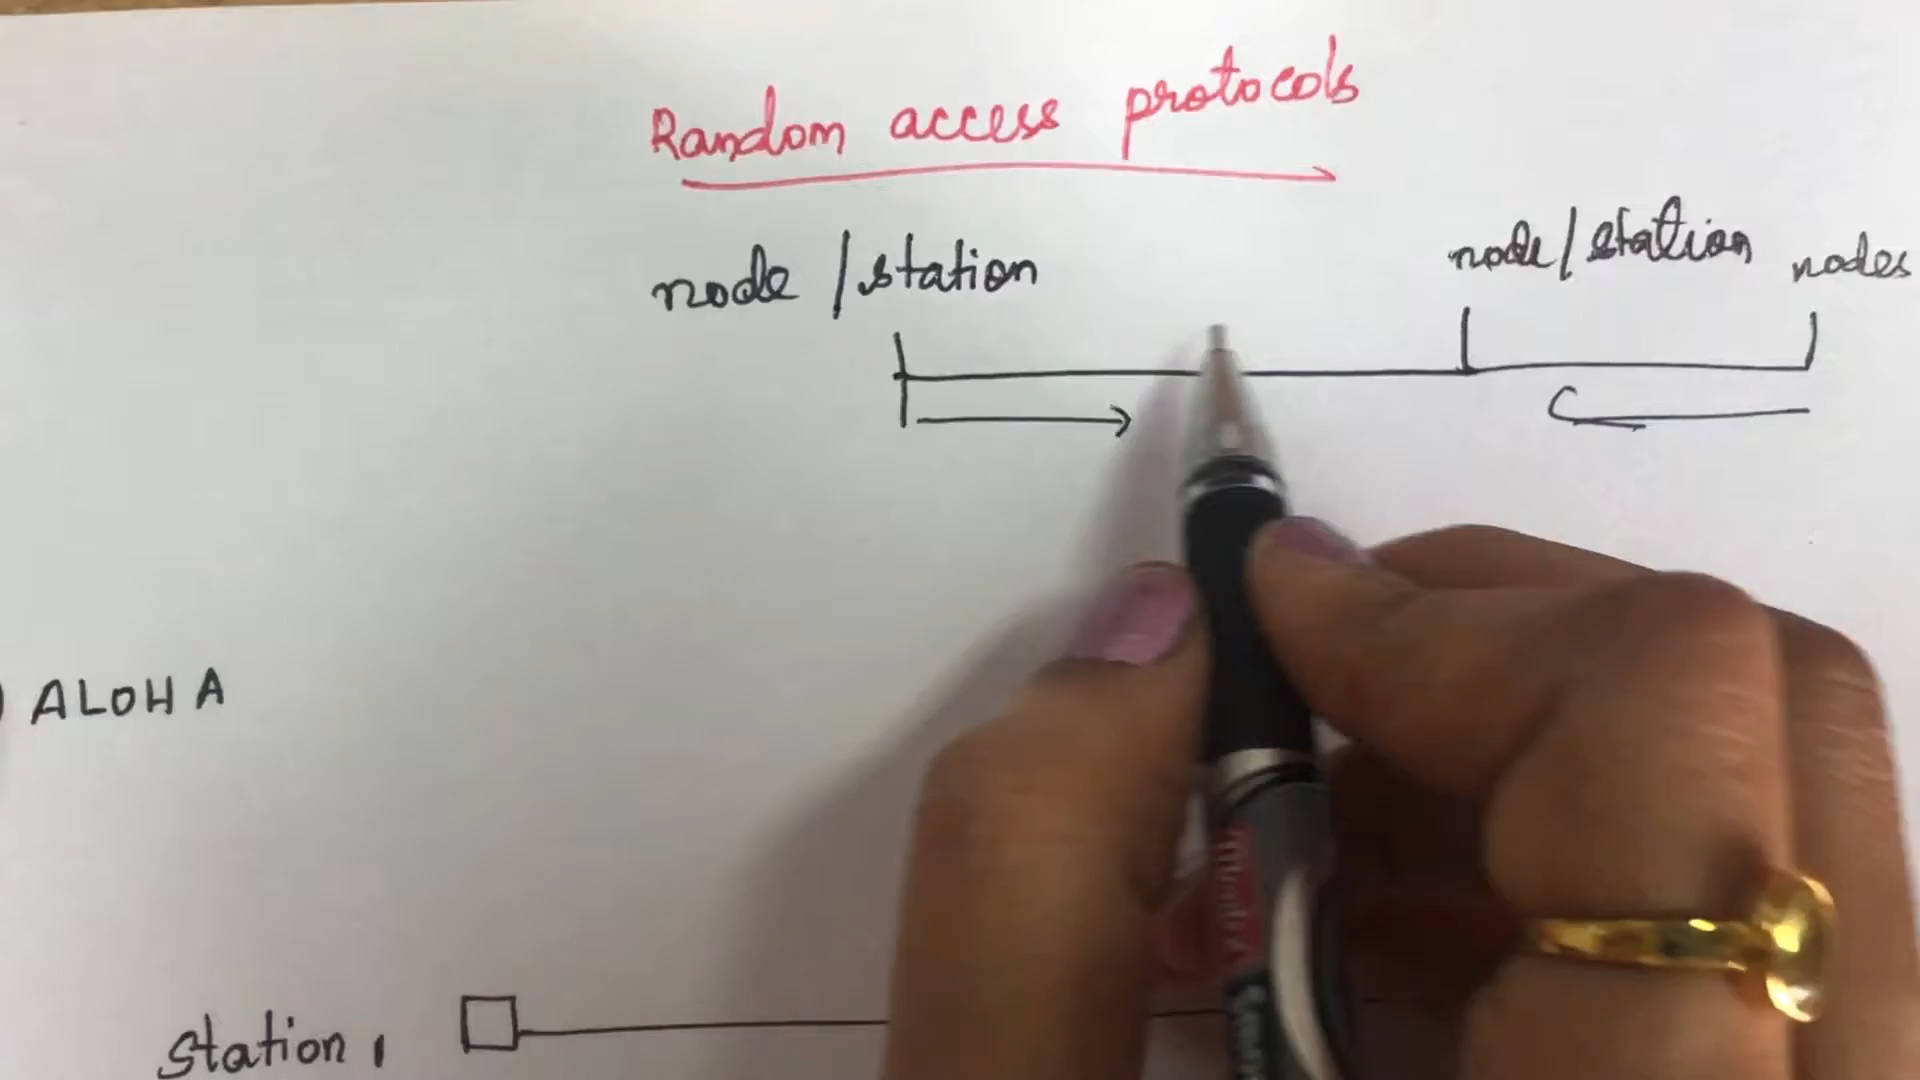 Random access protocols
node / station node / station nodes
) ALOHA
Station 1